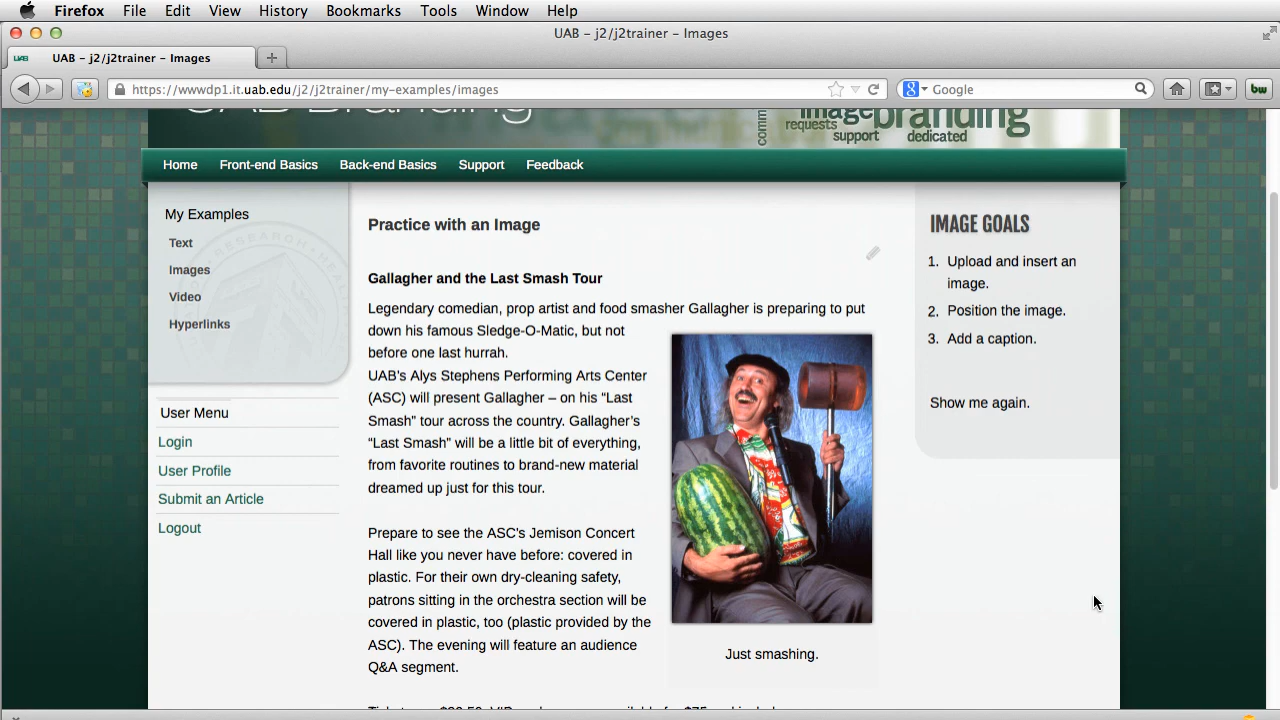 Firefox File Edit View History Bookmarks Tools Window Help
UAB - j2/j2trainer - Images
UAB UAB - j2/j2trainer - Images
https://wwwdp1.it.uab.edu/j2/j2trainer/my-examples/images
Google
bw
UAB Branding
image branding
requests
support dedicated
comm
Home Front-end Basics Back-end Basics Support Feedback
My Examples
Text
Images
Video
Hyperlinks
User Menu
Login
User Profile
Submit an Article
Logout
Practice with an Image
Gallagher and the Last Smash Tour
Legendary comedian, prop artist and food smasher Gallagher is preparing to put
down his famous Sledge-O-Matic, but not
before one last hurrah.
UAB's Alys Stephens Performing Arts Center
(ASC) will present Gallagher – on his “Last
Smash” tour across the country. Gallagher’s
“Last Smash” will be a little bit of everything,
from favorite routines to brand-new material
dreamed up just for this tour.
Prepare to see the ASC’s Jemison Concert
Hall like you never have before: covered in
plastic. For their own dry-cleaning safety,
patrons sitting in the orchestra section will be
covered in plastic, too (plastic provided by the
ASC). The evening will feature an audience
Q&A segment.
Just smashing.
IMAGE GOALS
1. Upload and insert an
image.
2. Position the image.
3. Add a caption.
Show me again.